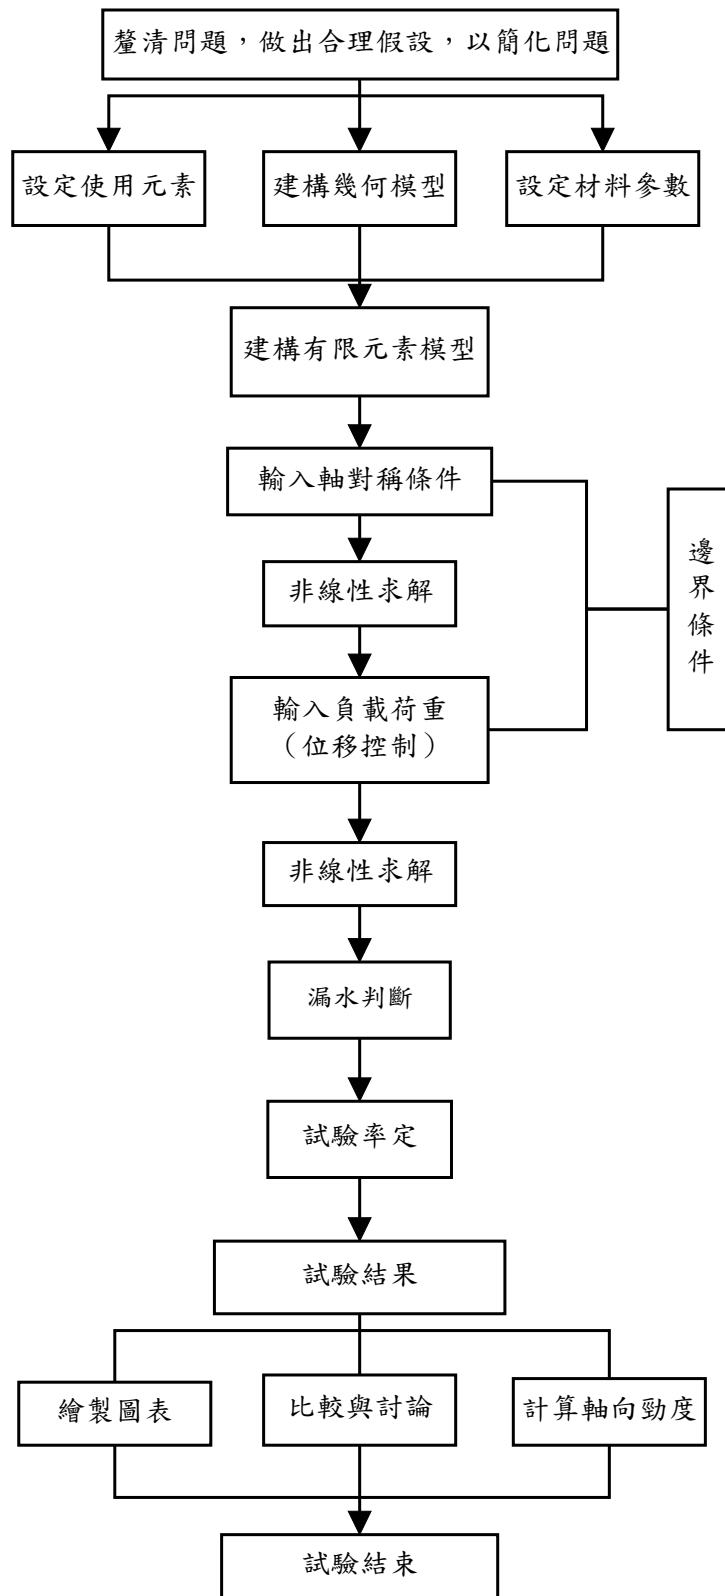 釐清問題，做出合理假設，以簡化問題
設定使用元素
建構幾何模型
設定材料參數
建構有限元素模型
輸入軸對稱條件
非線性求解
輸入負載荷重
（位移控制）
邊界條件
非線性求解
漏水判斷
試驗率定
試驗結果
繪製圖表
比較與討論
計算軸向勁度
試驗結束